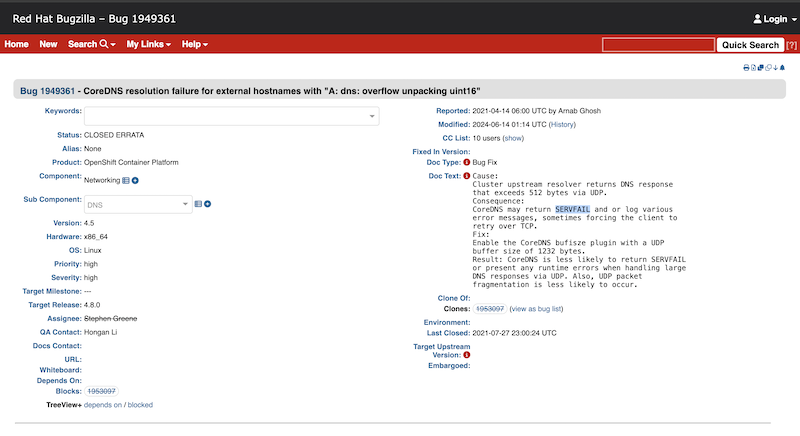 Red Hat Bugzilla – Bug 1949361
Login
Home New Search My Links Help
Quick Search [?]
Bug 1949361 - CoreDNS resolution failure for external hostnames with "A: dns: overflow unpacking uint16"
Keywords:
Status: CLOSED ERRATA
Alias: None
Product: OpenShift Container Platform
Component: Networking
Sub Component: DNS
Version: 4.5
Hardware: x86_64
OS: Linux
Priority: high
Severity: high
Target Milestone: ---
Target Release: 4.8.0
Assignee: Stephen Greene
QA Contact: Hongan Li
Docs Contact:
URL:
Whiteboard:
Depends On:
Blocks: 1953097
TreeView+ depends on / blocked
Reported: 2021-04-14 06:00 UTC by Arnab Ghosh
Modified: 2024-06-14 01:14 UTC (History)
CC List: 10 users (show)
Fixed In Version:
Doc Type: Bug Fix
Doc Text: Cause:
Cluster upstream resolver returns DNS response
that exceeds 512 bytes via UDP.
Consequence:
CoreDNS may return SERVFAIL and or log various
error messages, sometimes forcing the client to
retry over TCP.
Fix:
Enable the CoreDNS bufisze plugin with a UDP
buffer size of 1232 bytes.
Result: CoreDNS is less likely to return SERVFAIL
or present any runtime errors when handling large
DNS responses via UDP. Also, UDP packet
fragmentation is less likely to occur.
Clone Of:
Clones: 1953097 (view as bug list)
Environment:
Last Closed: 2021-07-27 23:00:24 UTC
Target Upstream
Version:
Embargoed: